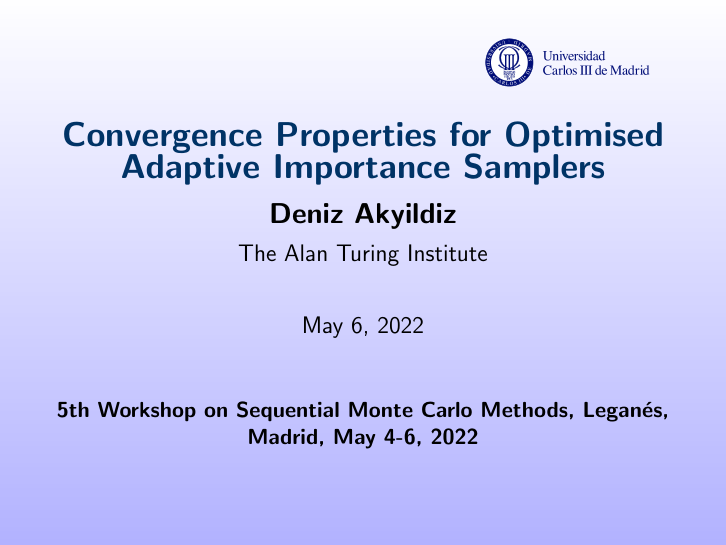 Universidad
Carlos III de Madrid
Convergence Properties for Optimised
Adaptive Importance Samplers
Deniz Akyildiz
The Alan Turing Institute
May 6, 2022
5th Workshop on Sequential Monte Carlo Methods, Leganés,
Madrid, May 4-6, 2022